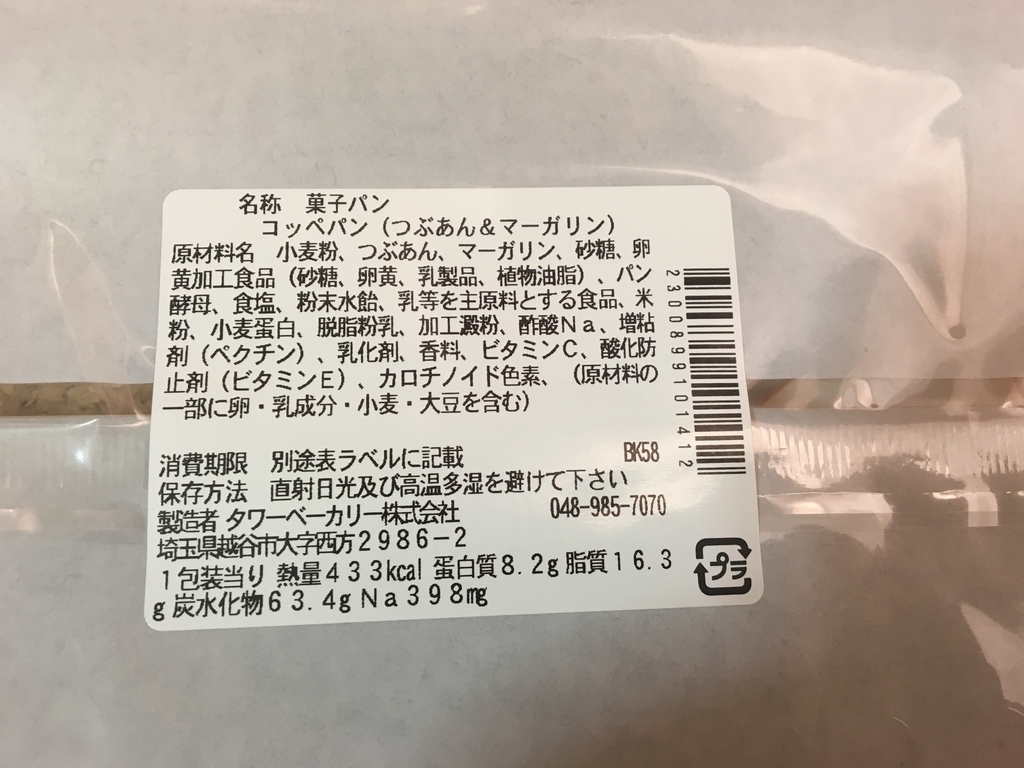 名称　菓子パン
コッペパン（つぶあん＆マーガリン）
原材料名　小麦粉、つぶあん、マーガリン、砂糖、卵
黄加工食品（砂糖、卵黄、乳製品、植物油脂）、パン
酵母、食塩、粉末水飴、乳等を主原料とする食品、米
粉、小麦蛋白、脱脂粉乳、加工澱粉、酢酸Ｎａ、増粘
剤（ペクチン）、乳化剤、香料、ビタミンＣ、酸化防
止剤（ビタミンＥ）、カロチノイド色素、（原材料の
一部に卵・乳成分・小麦・大豆を含む）
2300899101412
消費期限　別途表ラベルに記載　BK58
保存方法　直射日光及び高温多湿を避けて下さい
製造者 タワーベーカリー株式会社　048-985-7070
埼玉県越谷市大字西方２９８６−２
１包装当り 熱量４３３kcal 蛋白質８.２g 脂質１６.３
g 炭水化物６３.４g Ｎａ３９８mg
プラ